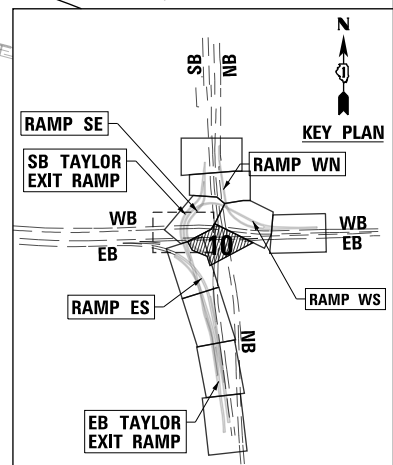 SB NB
N
1
KEY PLAN
RAMP SE
RAMP WN
SB TAYLOR
EXIT RAMP
WB
EB
10
WB
EB
RAMP ES
RAMP WS
NB
EB TAYLOR
EXIT RAMP